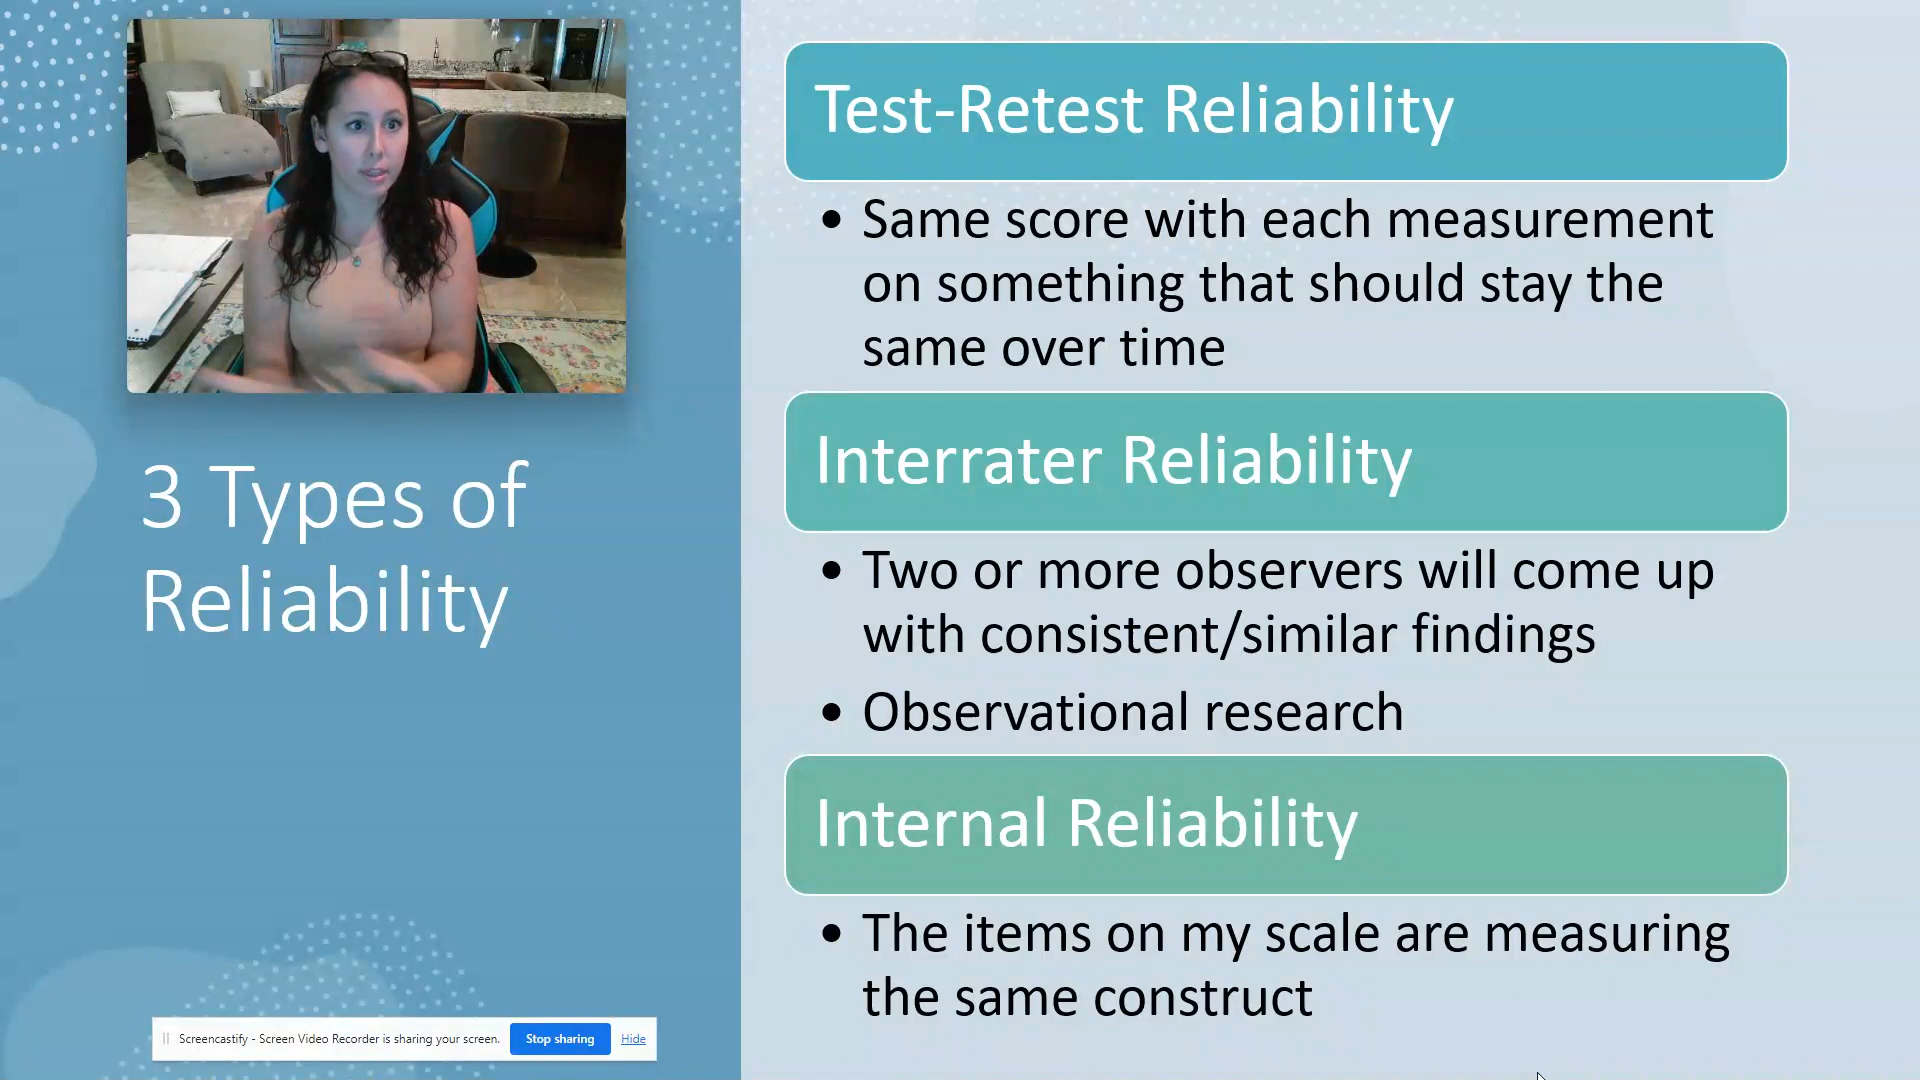 3 Types of
Reliability
Test-Retest Reliability
• Same score with each measurement
on something that should stay the
same over time
Interrater Reliability
• Two or more observers will come up
with consistent/similar findings
• Observational research
Internal Reliability
• The items on my scale are measuring
the same construct
Screencastify - Screen Video Recorder is sharing your screen. Stop sharing Hide